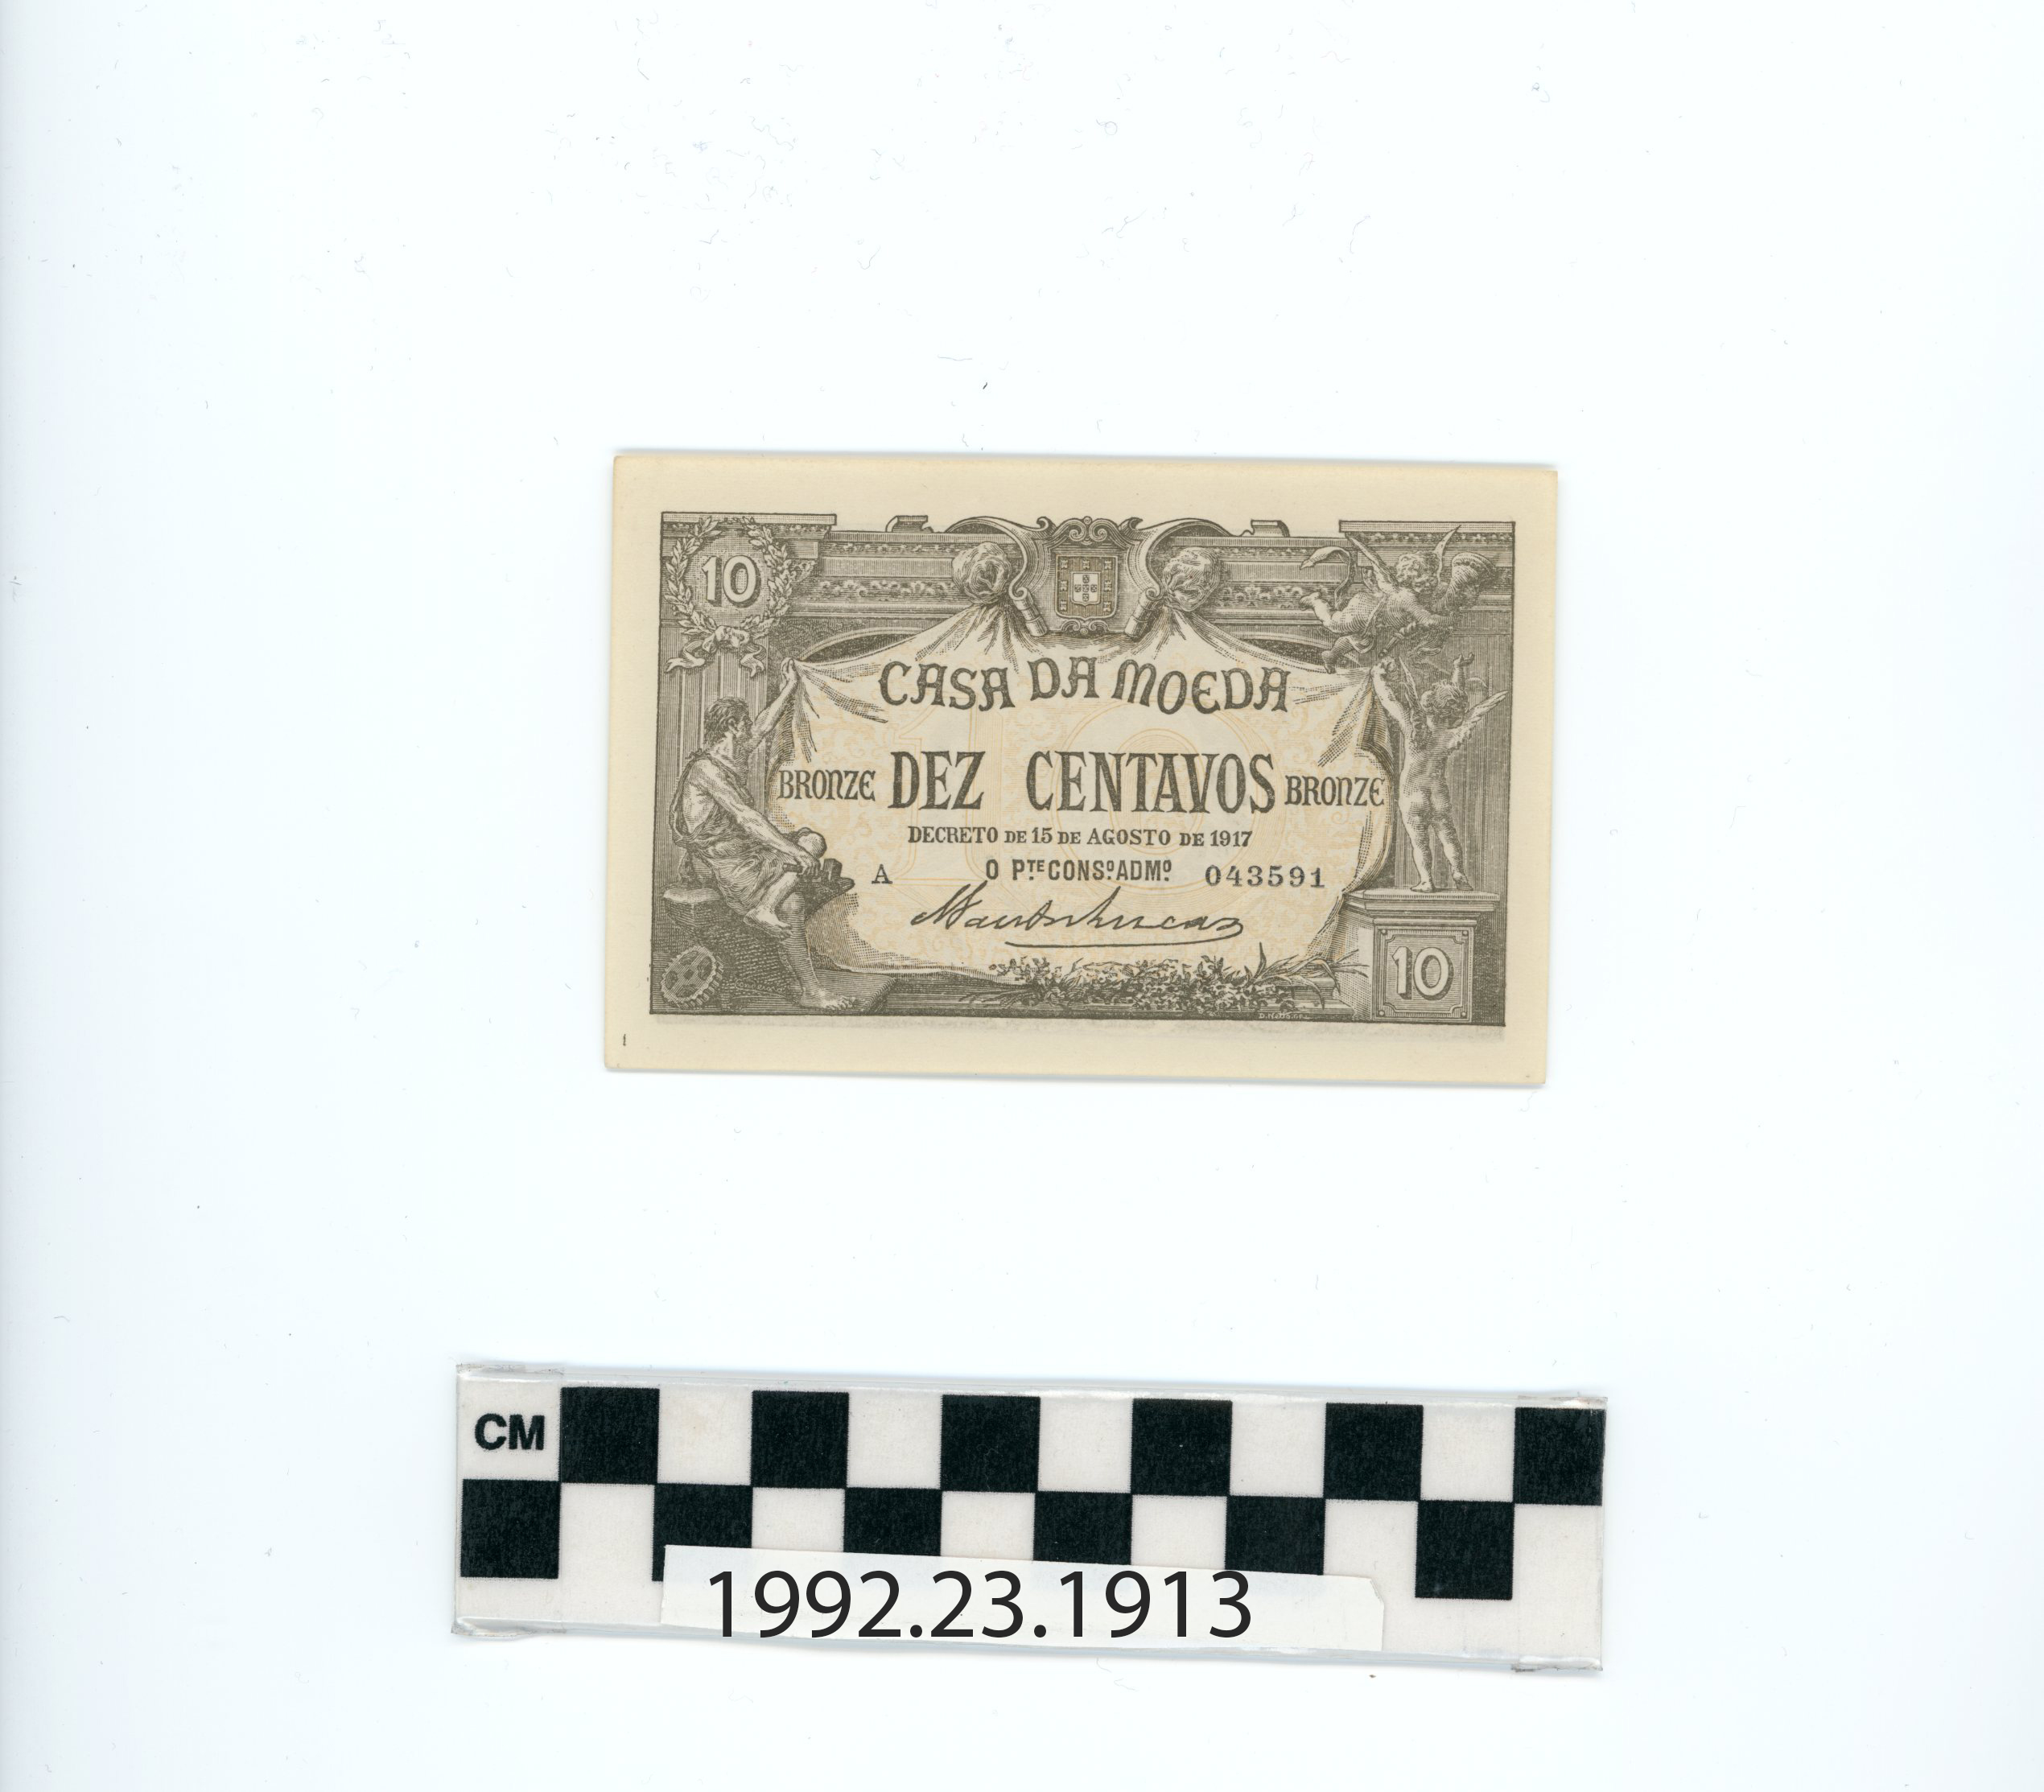 10
CASA DA MOEDA
BRONZE DEZ CENTAVOS BRONZE
DECRETO DE 15 DE AGOSTO DE 1917
A O PTE CONSO. ADMO. 043591
10
1
CM
1992.23.1913